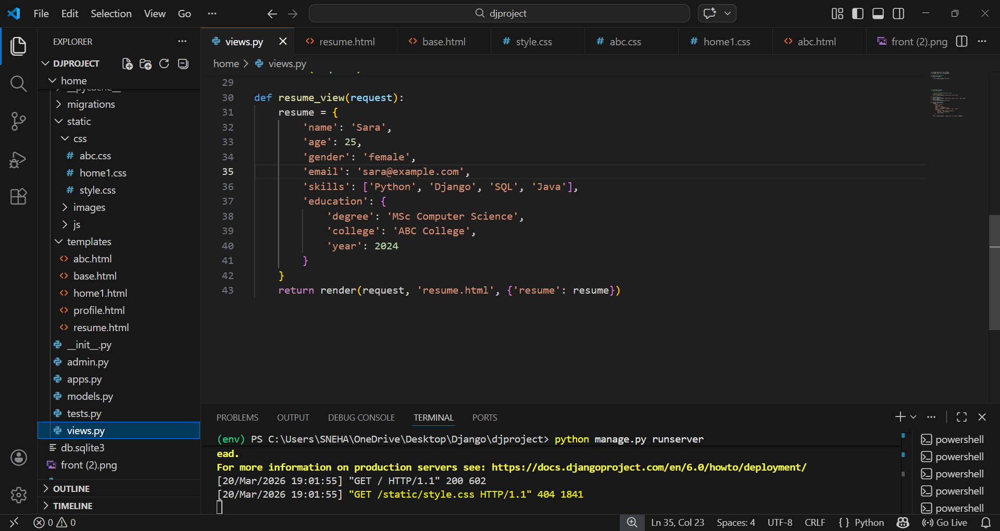 File Edit Selection View Go ···
djproject
EXPLORER
DJPROJECT
home
__pycache__
migrations
static
css
# abc.css
# home1.css
# style.css
images
js
templates
<> abc.html
<> base.html
<> home1.html
<> profile.html
<> resume.html
__init__.py
admin.py
apps.py
models.py
tests.py
views.py
db.sqlite3
front (2).png
OUTLINE
TIMELINE
views.py
<> resume.html
<> base.html
# style.css
# abc.css
# home1.css
<> abc.html
front (2).png
home > views.py
29
30 def resume_view(request):
31 resume = {
32 'name': 'Sara',
33 'age': 25,
34 'gender': 'female',
35 'email': 'sara@example.com',
36 'skills': ['Python', 'Django', 'SQL', 'Java'],
37 'education': {
38 'degree': 'MSc Computer Science',
39 'college': 'ABC College',
40 'year': 2024
41 }
42 }
43 return render(request, 'resume.html', {'resume': resume})
PROBLEMS OUTPUT DEBUG CONSOLE TERMINAL PORTS
(env) PS C:\Users\SNEHA\OneDrive\Desktop\Django\djproject> python manage.py runserver
ead.
For more information on production servers see: https://docs.djangoproject.com/en/6.0/howto/deployment/
[20/Mar/2026 19:01:55] "GET / HTTP/1.1" 200 602
[20/Mar/2026 19:01:55] "GET /static/style.css HTTP/1.1" 404 1841
powershell
powershell
powershell
powershell
powershell
0 0
Ln 35, Col 23 Spaces: 4 UTF-8 CRLF { } Python Go Live